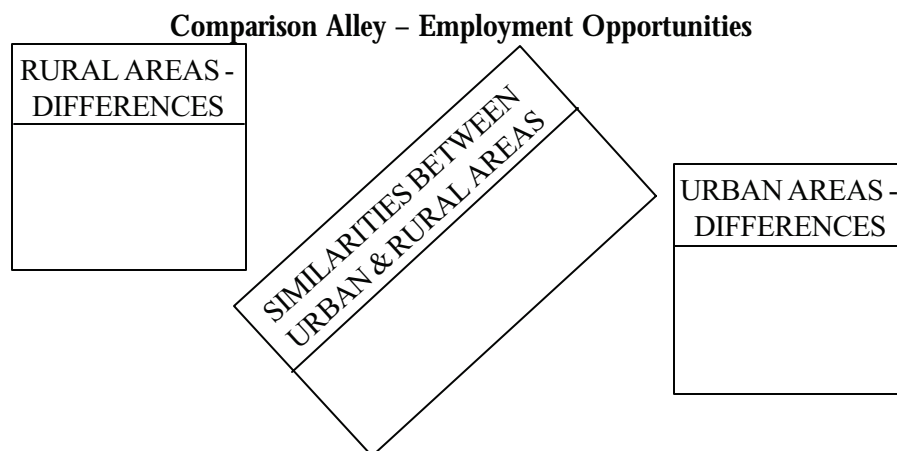 Comparison Alley – Employment Opportunities
RURAL AREAS -
DIFFERENCES
SIMILARITIES BETWEEN
URBAN & RURAL AREAS
URBAN AREAS -
DIFFERENCES